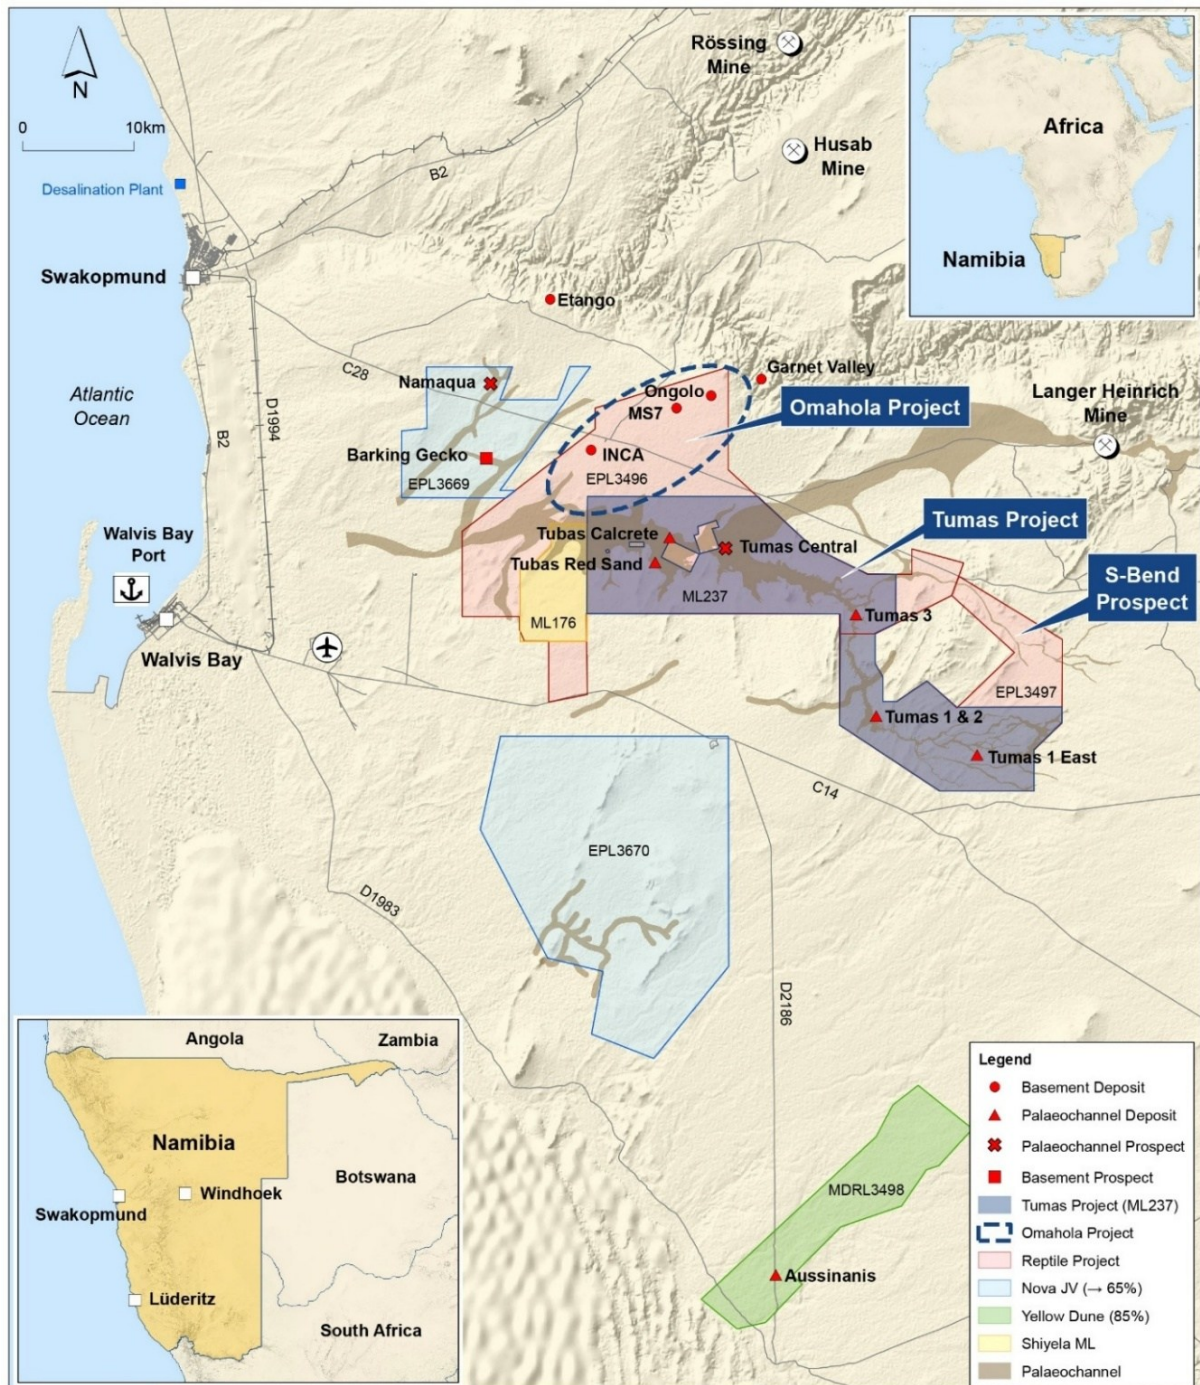 N
0
10km
Rössing
Mine
Husab
Mine
Africa
Namibia
Desalination Plant
B2
Swakopmund
Etango
C28
Atlantic
Ocean
D1994
B2
Namaqua
Barking Gecko
EPL3669
Ongolo
MS7
INCA
EPL3496
Garnet Valley
Omahola Project
Langer Heinrich
Mine
Tumas Project
S-Bend
Prospect
Walvis Bay
Port
Tubas Calcrete
Tubas Red Sand
Tumas Central
ML237
ML176
Tumas 3
Walvis Bay
EPL3497
Tumas 1 & 2
Tumas 1 East
C14
EPL3670
D1983
D2186
MDRL3498
Aussinanis
Angola
Zambia
Namibia
Botswana
Windhoek
Swakopmund
Lüderitz
South Africa
Legend
Basement Deposit
Palaeochannel Deposit
Palaeochannel Prospect
Basement Prospect
Tumas Project (ML237)
Omahola Project
Reptile Project
Nova JV (→ 65%)
Yellow Dune (85%)
Shiyela ML
Palaeochannel